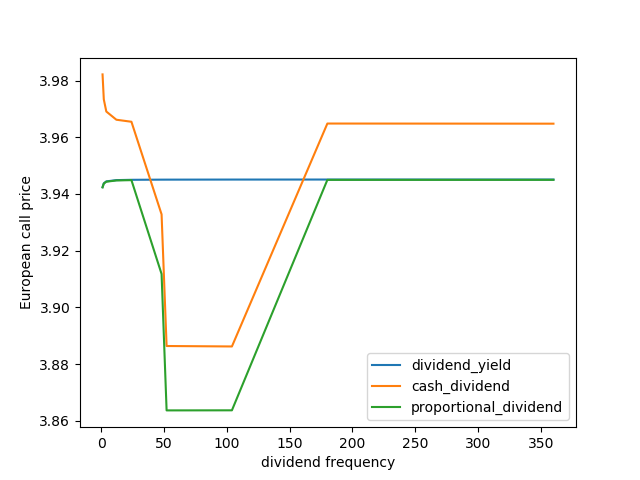 3.98
3.96
3.94
3.92
3.90
3.88
3.86
European call price
0 50 100 150 200 250 300 350
dividend frequency
dividend_yield
cash_dividend
proportional_dividend